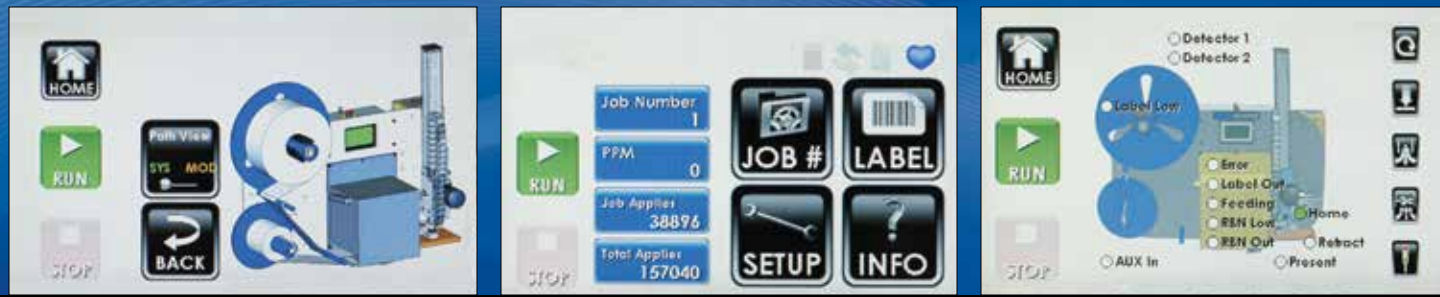 HOME
Path View
SYS MOD
RUN
STOP
BACK
Job Number
1
PPM
0
Job Applies
38896
Total Applies
157040
RUN
STOP
JOB #
LABEL
SETUP
INFO
HOME
Detector 1
Detector 2
Label Low
RUN
Error
Label Out
Feeding
RBN Low
RBN Out
Home
Retract
Present
AUX In
STOP